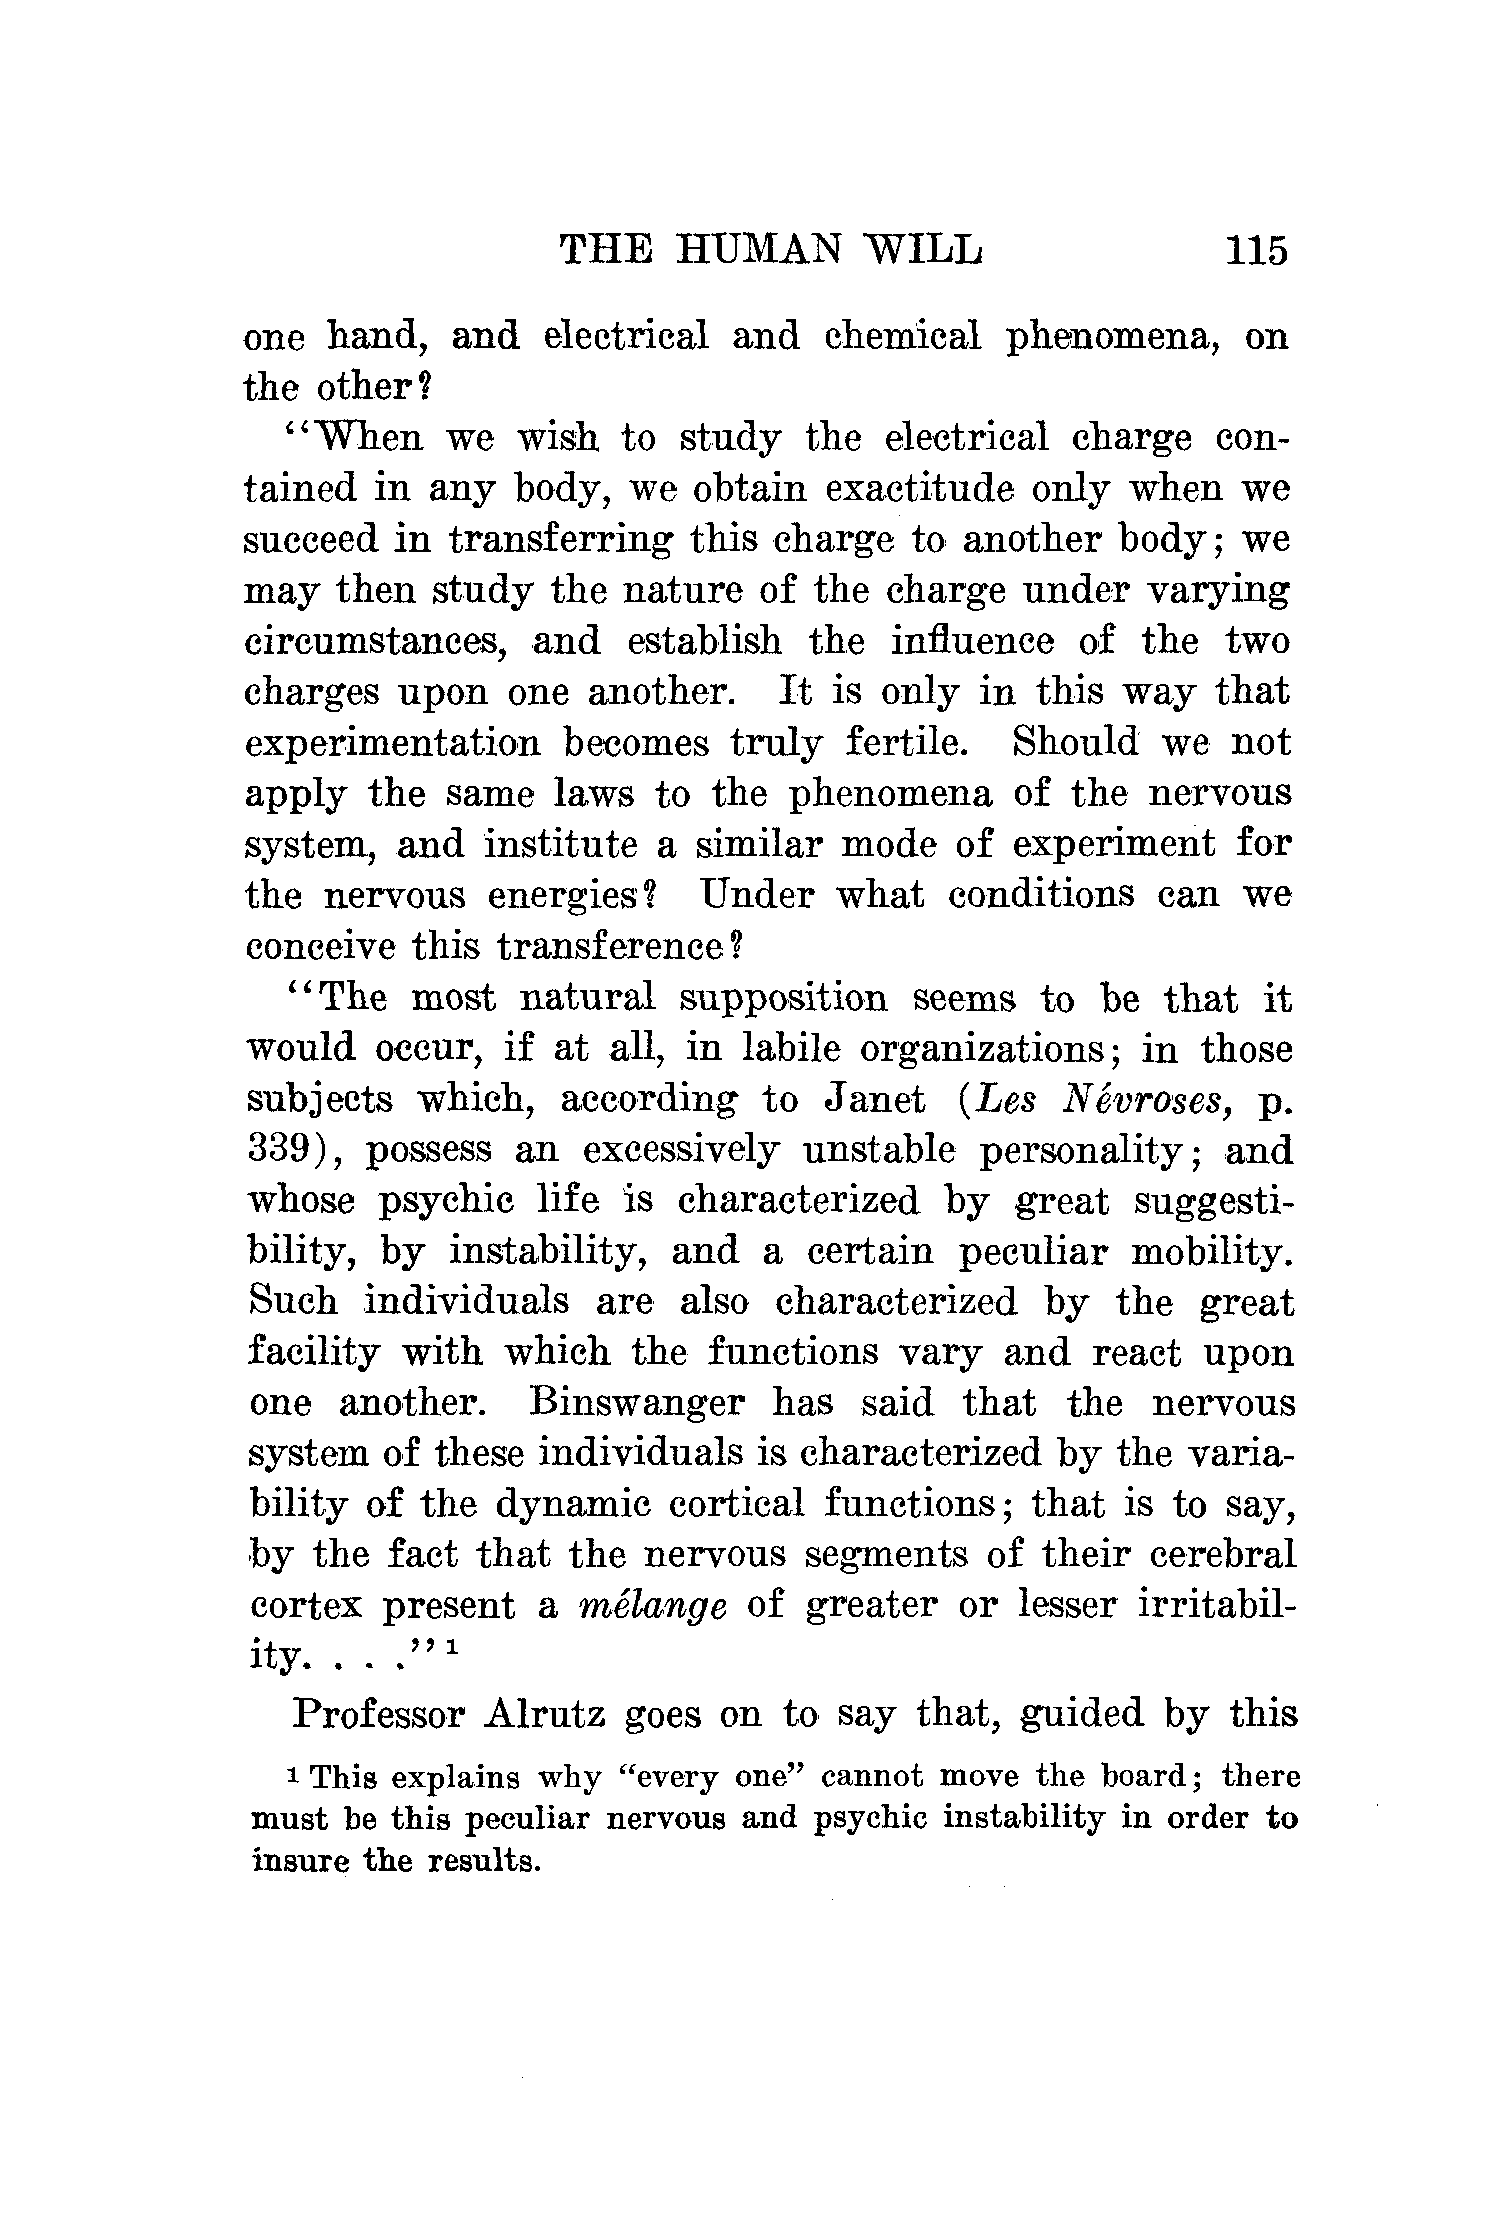 THE HUMAN WILL 115
one hand, and electrical and chemical phenomena, on
the other?
“When we wish to study the electrical charge con-
tained in any body, we obtain exactitude only when we
succeed in transferring this charge to another body; we
may then study the nature of the charge under varying
circumstances, and establish the influence of the two
charges upon one another. It is only in this way that
experimentation becomes truly fertile. Should we not
apply the same laws to the phenomena of the nervous
system, and institute a similar mode of experiment for
the nervous energies? Under what conditions can we
conceive this transference?
“The most natural supposition seems to be that it
would occur, if at all, in labile organizations; in those
subjects which, according to Janet (Les Névroses, p.
339), possess an excessively unstable personality; and
whose psychic life is characterized by great suggesti-
bility, by instability, and a certain peculiar mobility.
Such individuals are also characterized by the great
facility with which the functions vary and react upon
one another. Binswanger has said that the nervous
system of these individuals is characterized by the varia-
bility of the dynamic cortical functions; that is to say,
by the fact that the nervous segments of their cerebral
cortex present a mélange of greater or lesser irritabil-
ity. . . .” 1
Professor Alrutz goes on to say that, guided by this
1 This explains why “every one” cannot move the board; there
must be this peculiar nervous and psychic instability in order to
insure the results.